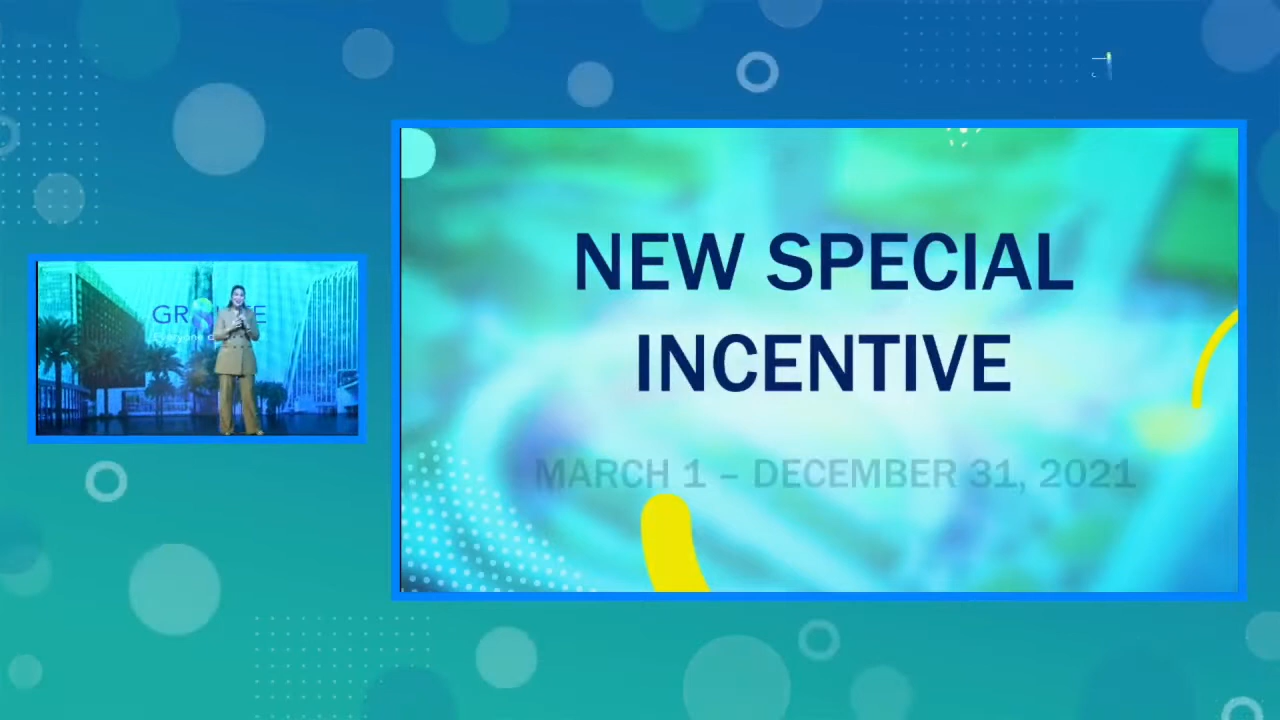 NEW SPECIAL
INCENTIVE
MARCH 1 – DECEMBER 31, 2021